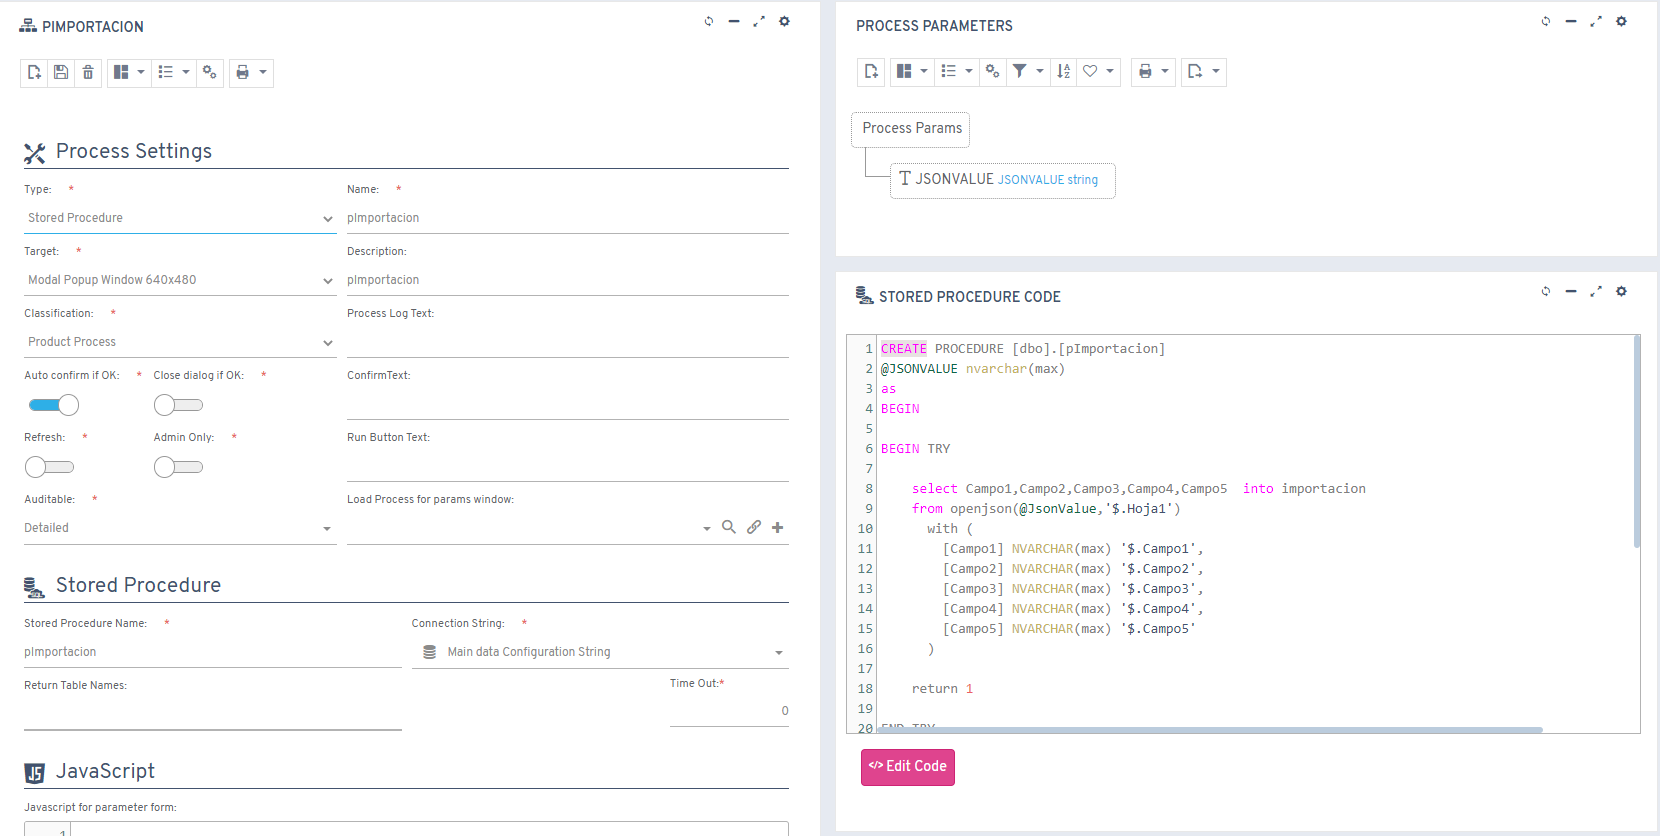 PIMPORTACION
Process Settings
Type: *
Name: *
Stored Procedure
pImportacion
Target: *
Description:
Modal Popup Window 640x480
pImportacion
Classification: *
Process Log Text:
Product Process
Auto confirm if OK: *
Close dialog if OK: *
ConfirmText:
Refresh: *
Admin Only: *
Run Button Text:
Auditable: *
Load Process for params window:
Detailed
Stored Procedure
Stored Procedure Name: *
Connection String: *
pImportacion
Main data Configuration String
Return Table Names:
Time Out:*
0
JavaScript
Javascript for parameter form:
1
PROCESS PARAMETERS
Process Params
JSONVALUE JSONVALUE string
STORED PROCEDURE CODE
1 CREATE PROCEDURE [dbo].[pImportacion]
2 @JSONVALUE nvarchar(max)
3 as
4 BEGIN
5
6 BEGIN TRY
7
8 select Campo1,Campo2,Campo3,Campo4,Campo5  into importacion
9 from openjson(@JsonValue,'$.Hoja1')
10 with (
11 [Campo1] NVARCHAR(max) '$.Campo1',
12 [Campo2] NVARCHAR(max) '$.Campo2',
13 [Campo3] NVARCHAR(max) '$.Campo3',
14 [Campo4] NVARCHAR(max) '$.Campo4',
15 [Campo5] NVARCHAR(max) '$.Campo5'
16 )
17
18 return 1
19
20 END TRY
</> Edit Code